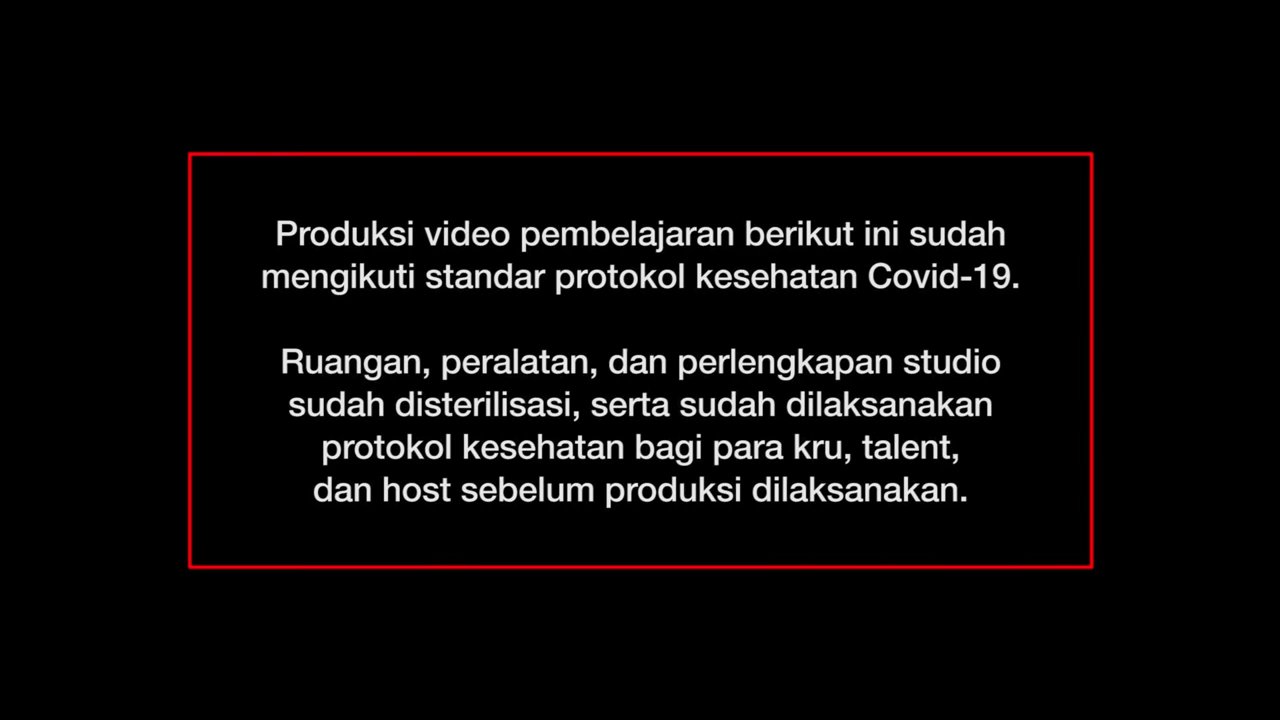 Produksi video pembelajaran berikut ini sudah
mengikuti standar protokol kesehatan Covid-19.
Ruangan, peralatan, dan perlengkapan studio
sudah disterilisasi, serta sudah dilaksanakan
protokol kesehatan bagi para kru, talent,
dan host sebelum produksi dilaksanakan.